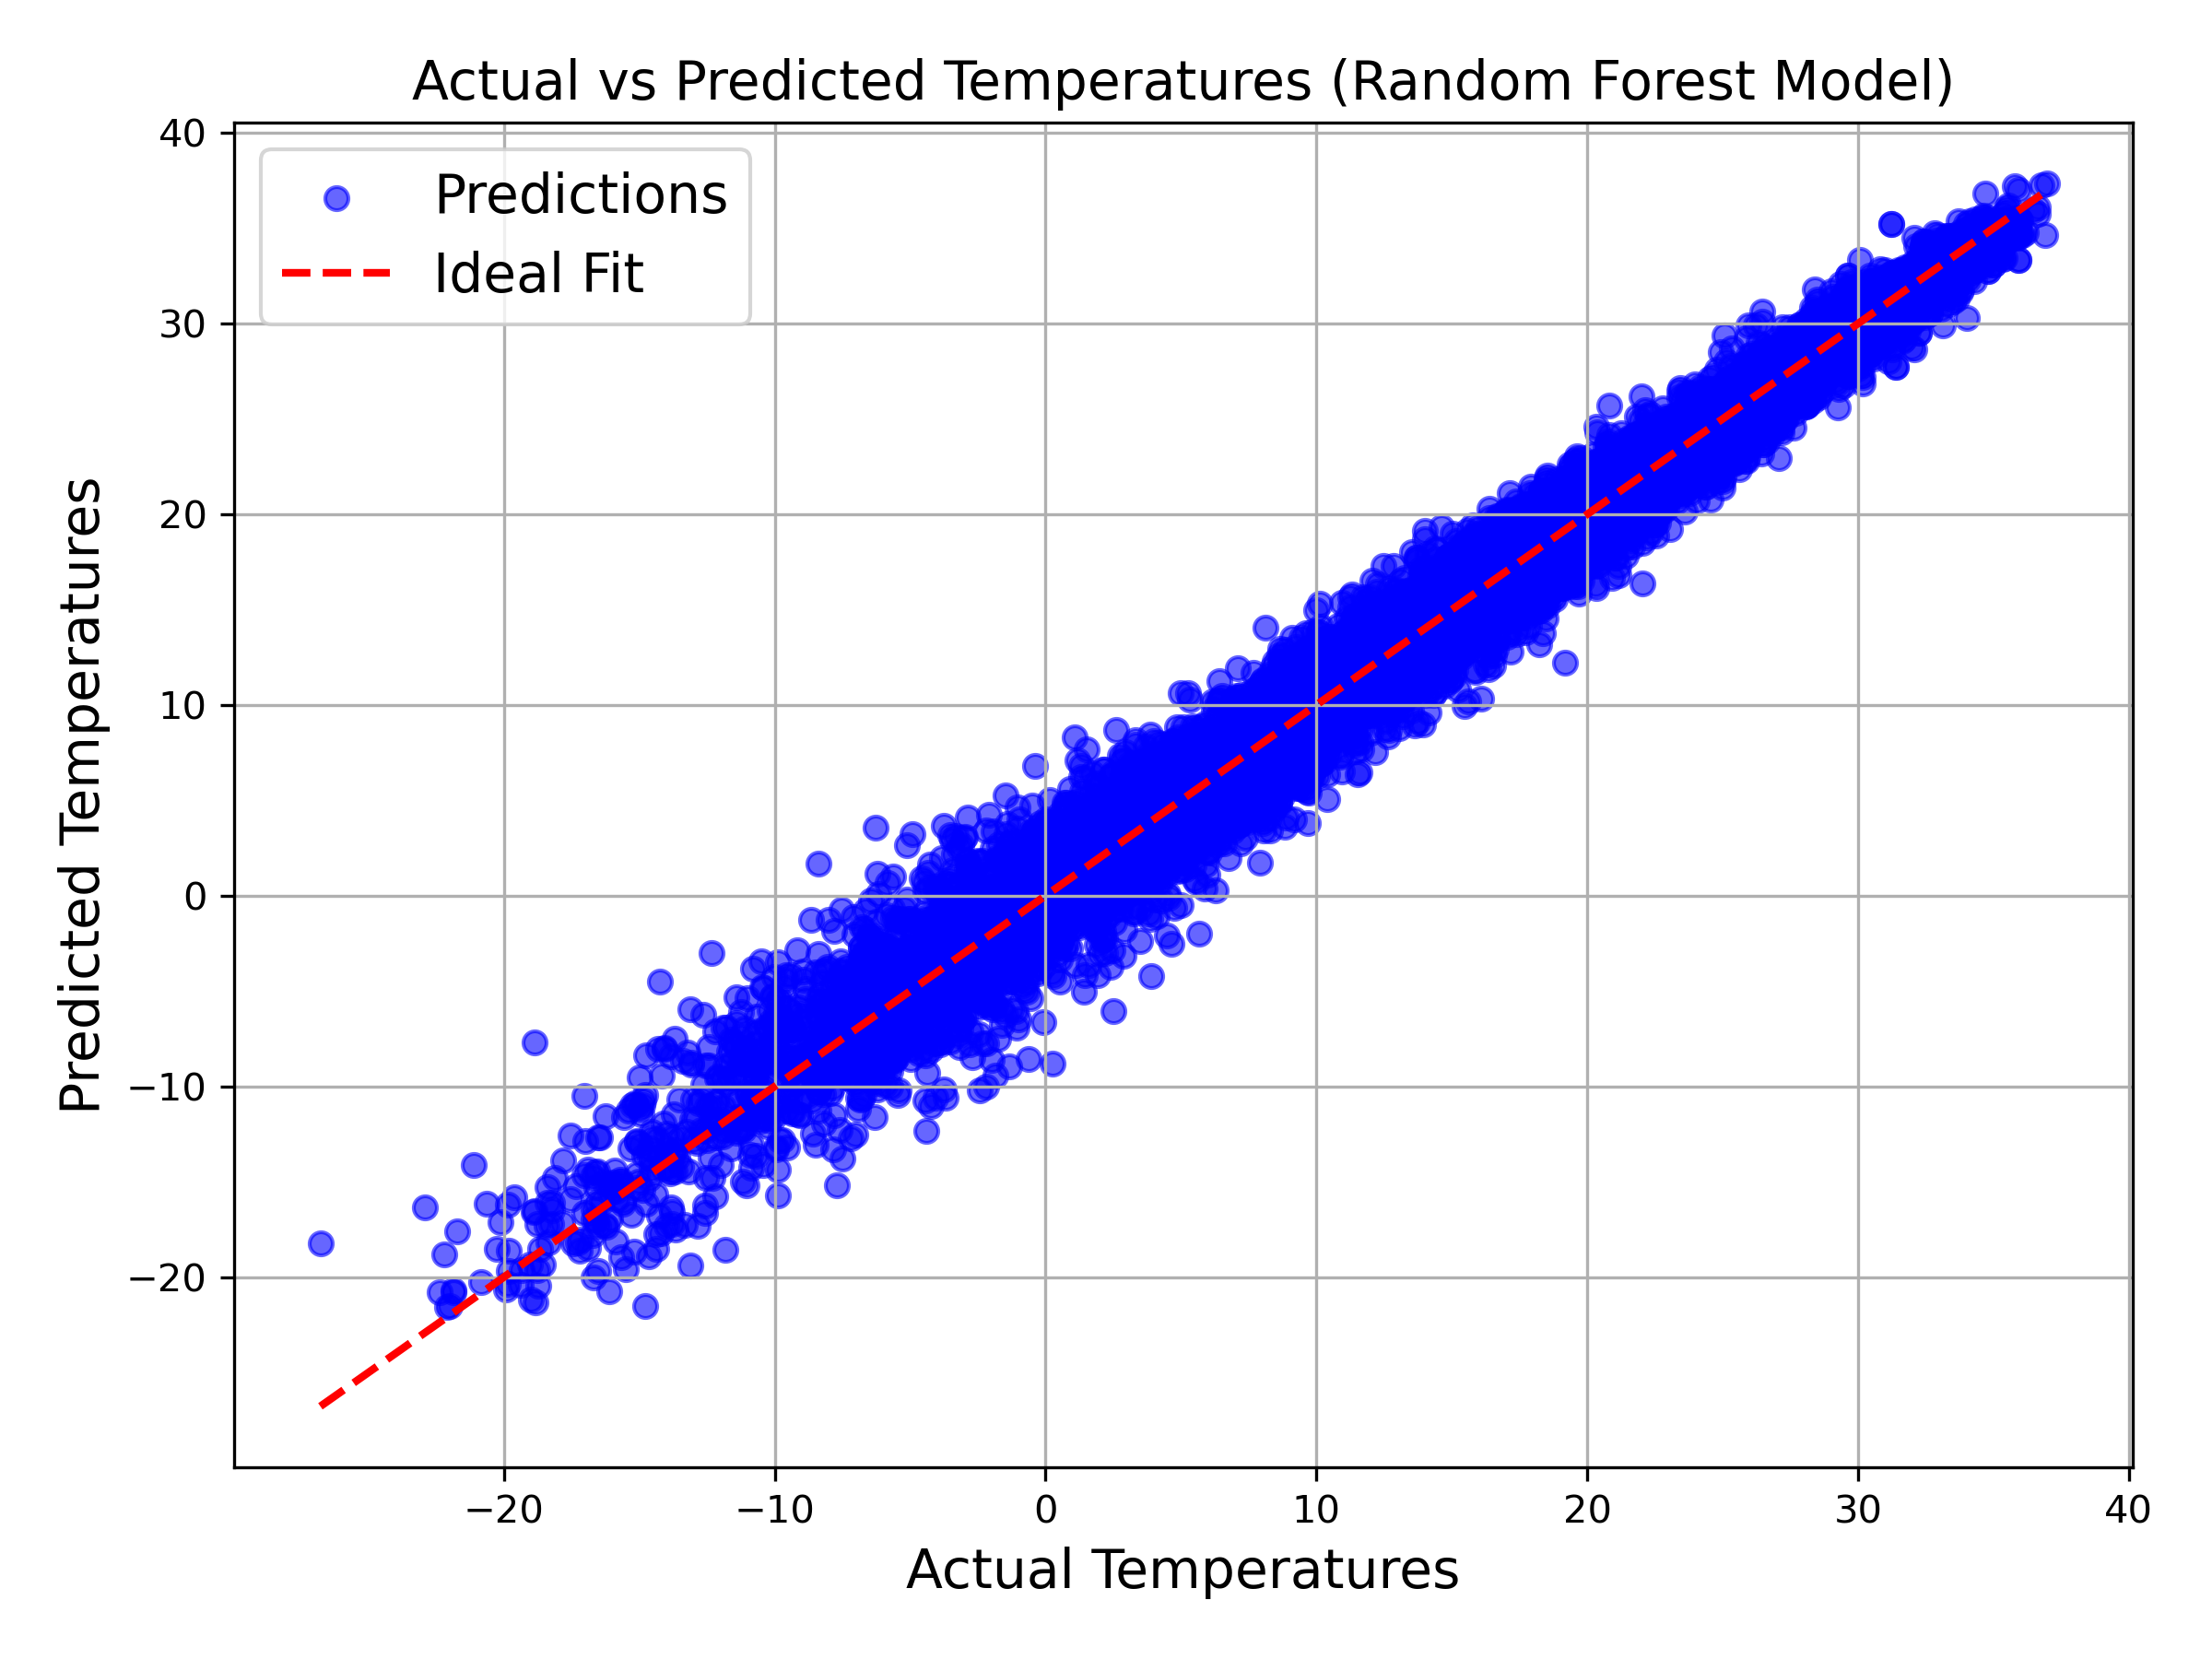 Actual vs Predicted Temperatures (Random Forest Model)
Predictions
Ideal Fit
Predicted Temperatures
40
30
20
10
0
−10
−20
−20
−10
0
10
20
30
40
Actual Temperatures